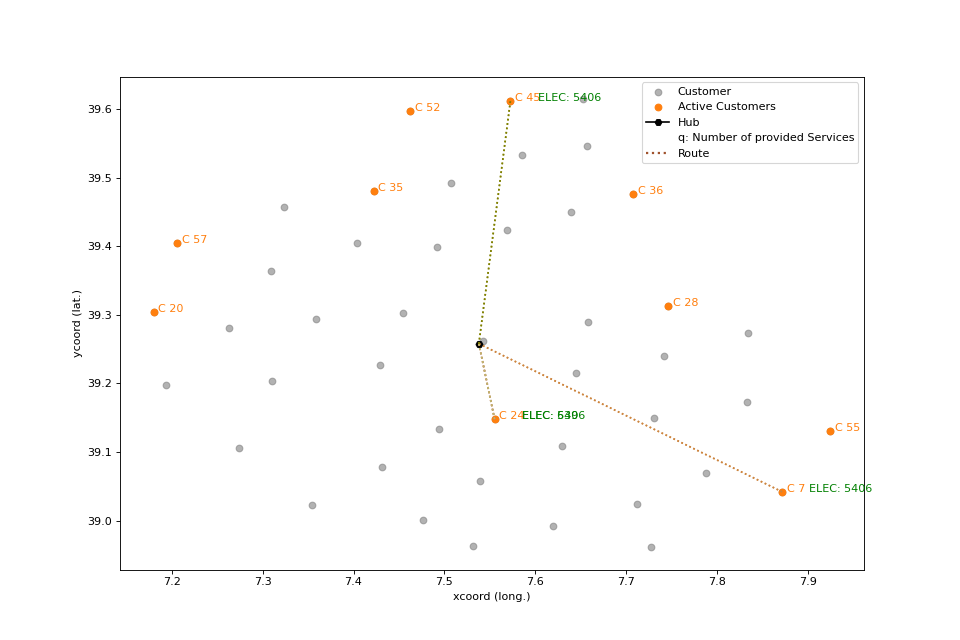 Customer
Active Customers
Hub
q: Number of provided Services
Route
C 45 ELEC: 5406
C 52
C 35
C 36
C 57
C 20
C 28
C 24 ELEC:
C 55
C 7 ELEC: 5406
39.6
39.5
39.4
39.3
39.2
39.1
39.0
ycoord (lat.)
7.2 7.3 7.4 7.5 7.6 7.7 7.8 7.9
xcoord (long.)